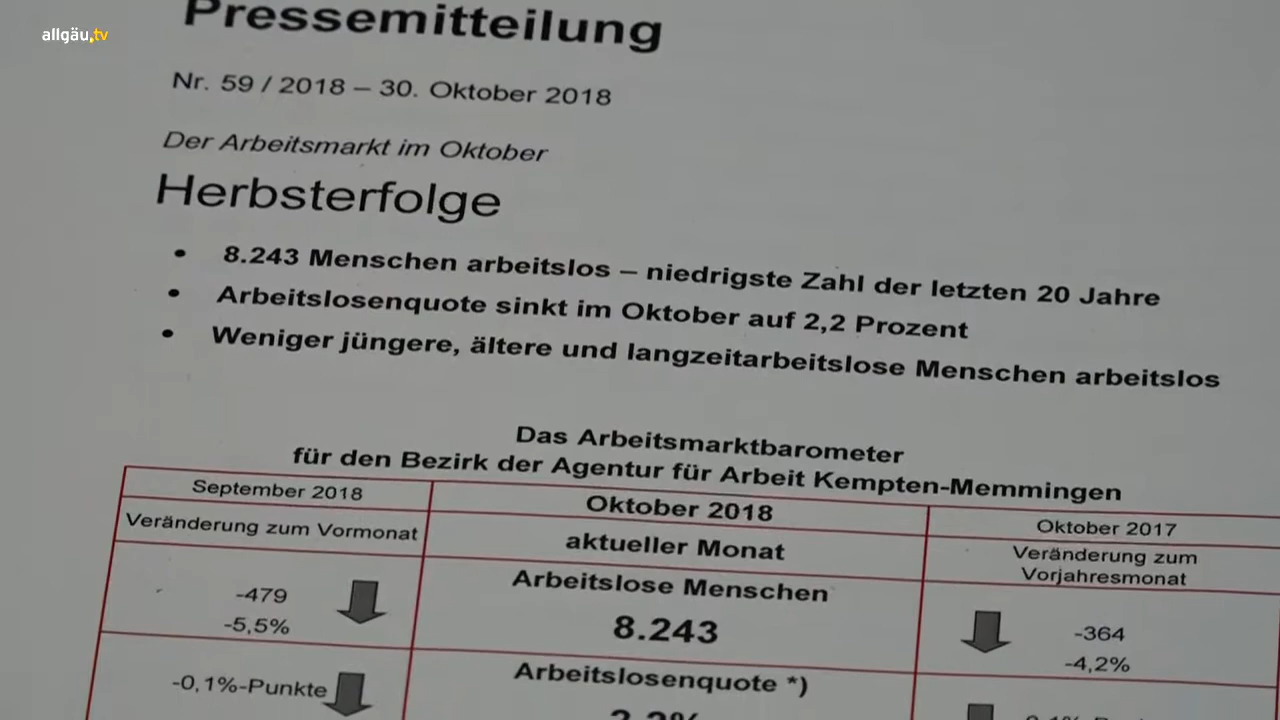 allgäu.tv
Pressemitteilung
Nr. 59 / 2018 – 30. Oktober 2018
Der Arbeitsmarkt im Oktober
Herbsterfolge
• 8.243 Menschen arbeitslos – niedrigste Zahl der letzten 20 Jahre
• Arbeitslosenquote sinkt im Oktober auf 2,2 Prozent
• Weniger jüngere, ältere und langzeitarbeitslose Menschen arbeitslos
Das Arbeitsmarktbarometer
für den Bezirk der Agentur für Arbeit Kempten-Memmingen
September 2018
Veränderung zum Vormonat
-479
-5,5%
-0,1%-Punkte
Oktober 2018
aktueller Monat
Arbeitslose Menschen
8.243
Arbeitslosenquote *)
2,2%
Oktober 2017
Veränderung zum
Vorjahresmonat
-364
-4,2%